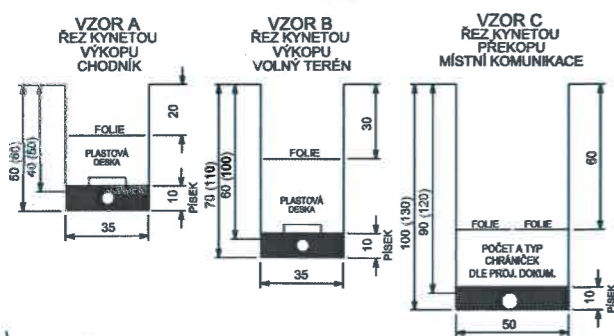 VZOR A
ŘEZ KYNETOU
VÝKOPU
CHODNÍK
50 (60)
40 (50)
20
FOLIE
PLASTOVÁ
DESKA
10
PÍSEK
35
VZOR B
ŘEZ KYNETOU
VÝKOPU
VOLNÝ TERÉN
70 (110)
60 (100)
30
FOLIE
PLASTOVÁ
DESKA
10
PÍSEK
35
VZOR C
ŘEZ KYNETOU
PŘEKOPU
MÍSTNÍ KOMUNIKACE
100 (130)
90 (120)
60
FOLIE FOLIE
POČET A TYP
CHRÁNIČEK
DLE PROJ. DOKUM.
10
PÍSEK
50